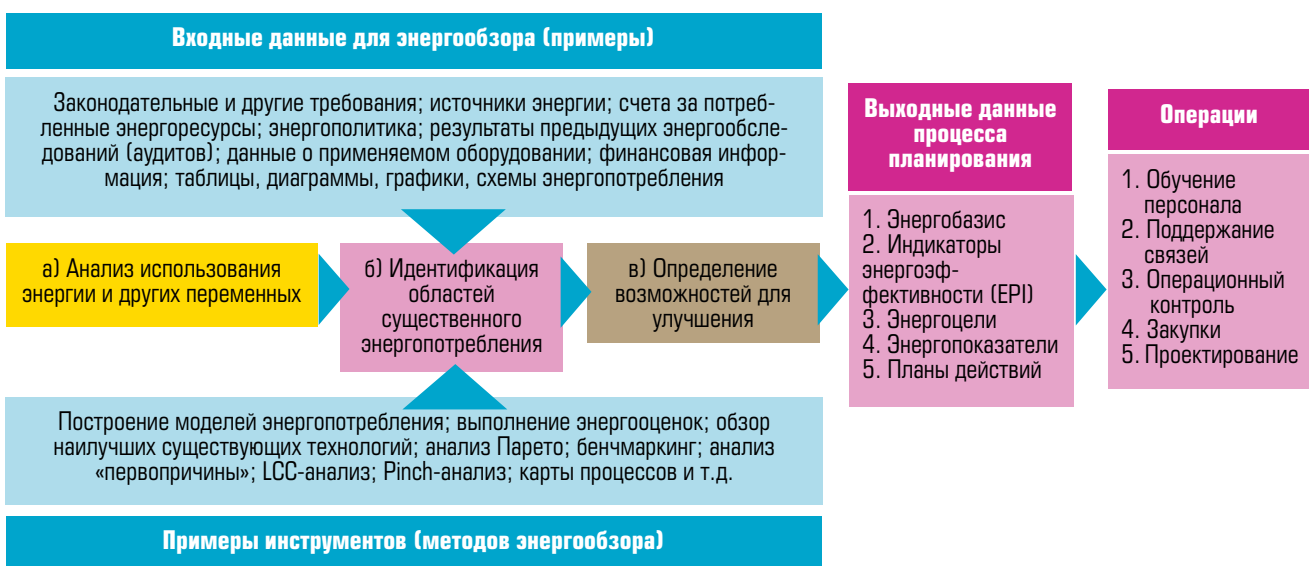 Входные данные для энергообзора (примеры)
Законодательные и другие требования; источники энергии; счета за потреб-
ленные энергоресурсы; энергополитика; результаты предыдущих энергообсле-
дований (аудитов); данные о применяемом оборудовании; финансовая инфор-
мация; таблицы, диаграммы, графики, схемы энергопотребления
а) Анализ использования
энергии и других переменных
б) Идентификация
областей
существенного
энергопотребления
в) Определение
возможностей для
улучшения
Построение моделей энергопотребления; выполнение энергооценок; обзор
наилучших существующих технологий; анализ Парето; бенчмаркинг; анализ
«первопричины»; LCC-анализ; Pinch-анализ; карты процессов и т.д.
Примеры инструментов (методов энергообзора)
Выходные данные
процесса
планирования
1. Энергобазис
2. Индикаторы
энергоэф-
фективности (EPI)
3. Энергоцели
4. Энергопоказатели
5. Планы действий
Операции
1. Обучение
персонала
2. Поддержание
связей
3. Операционный
контроль
4. Закупки
5. Проектирование